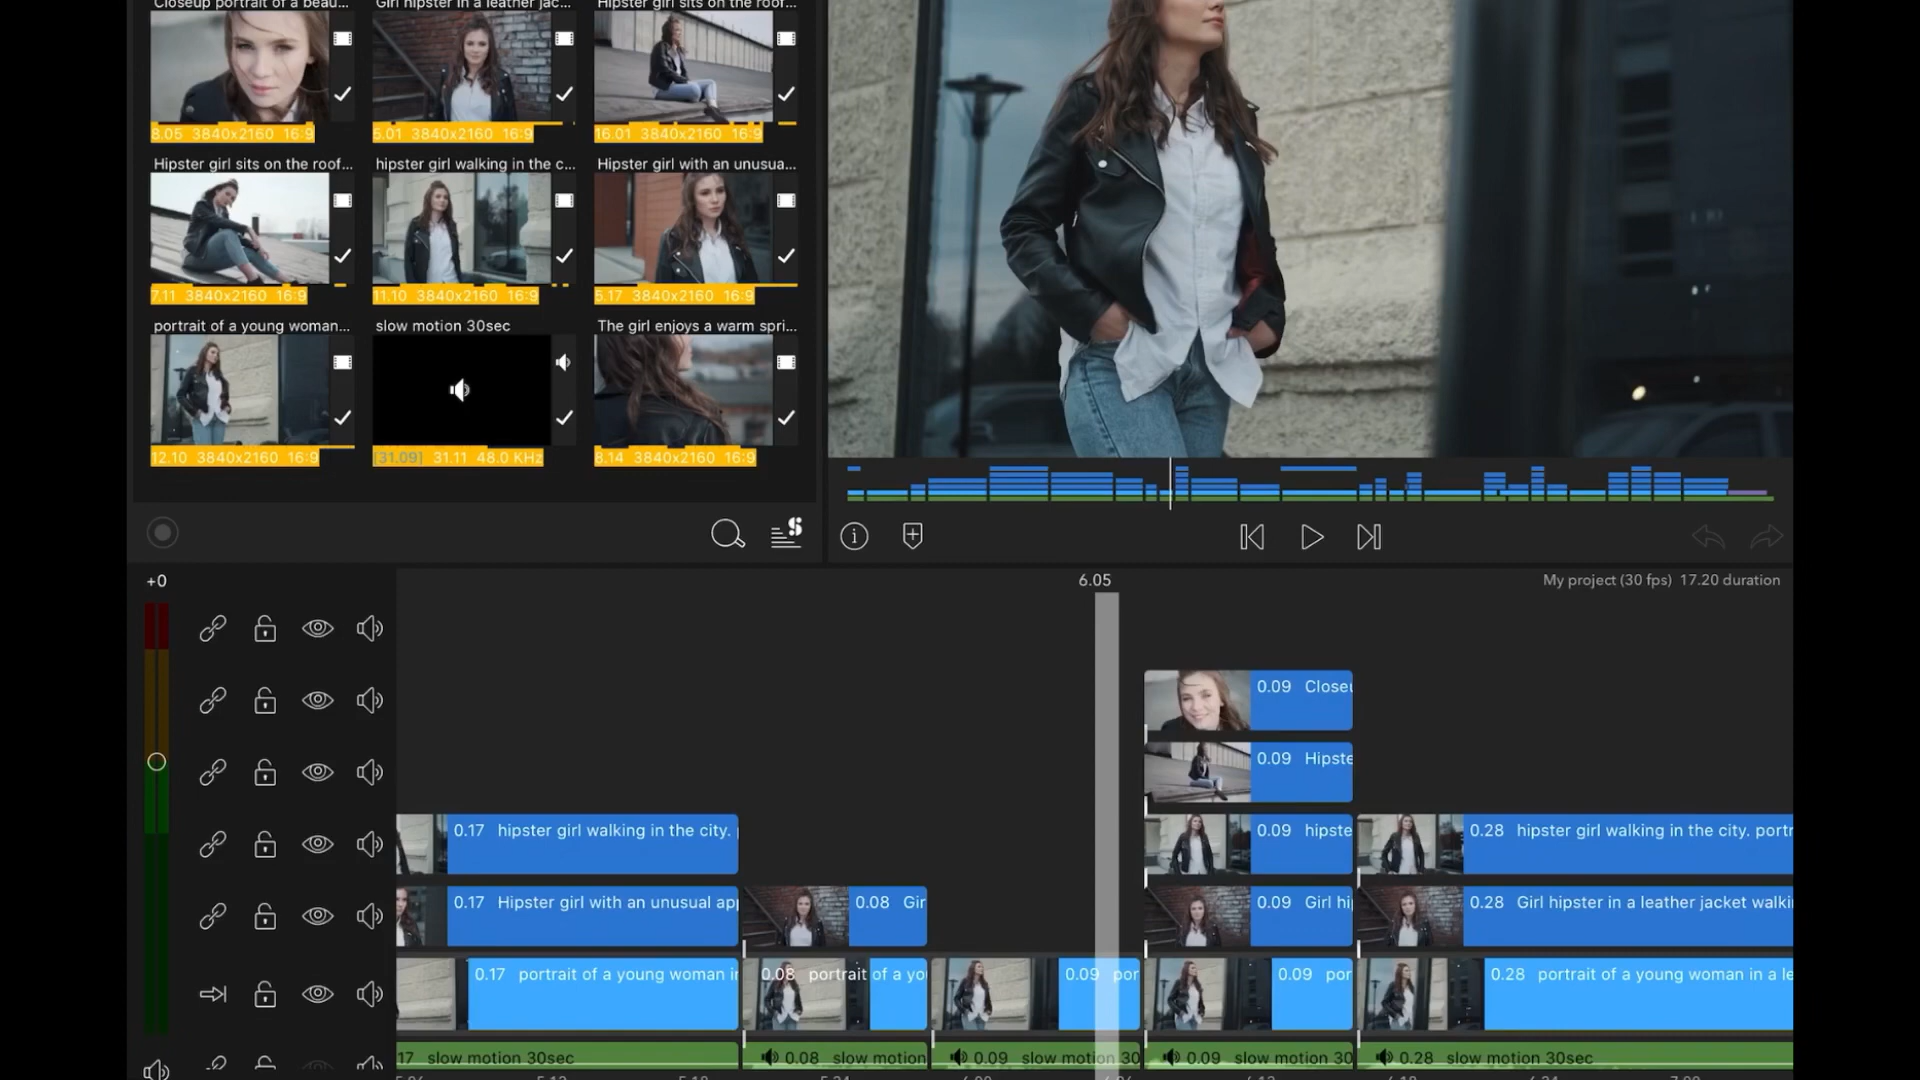 Closeup portrait of a beau...
Girl hipster in a leather jac...
Hipster girl sits on the roof...
8.05 3840x2160 16:9
5.01 3840x2160 16:9
16.01 3840x2160 16:9
Hipster girl sits on the roof...
hipster girl walking in the c...
Hipster girl with an unusua...
7.11 3840x2160 16:9
11.10 3840x2160 16:9
5.17 3840x2160 16:9
portrait of a young woman...
slow motion 30sec
The girl enjoys a warm spri...
12.10 3840x2160 16:9
[31.09] 31.11 48.0 KHz
8.14 3840x2160 16:9
+0
6.05
My project (30 fps) 17.20 duration
0.09 Closeu
0.09 Hipste
0.17 hipster girl walking in the city.
0.09 hipste
0.28 hipster girl walking in the city. portr
0.17 Hipster girl with an unusual app
0.08 Gir
0.09 Girl hip
0.28 Girl hipster in a leather jacket walki
0.17 portrait of a young woman in
0.08 portrait of a yo
0.09 por
0.09 por
0.28 portrait of a young woman in a le
17 slow motion 30sec
0.08 slow motion
0.09 slow motion 30
0.09 slow motion 30
0.28 slow motion 30sec